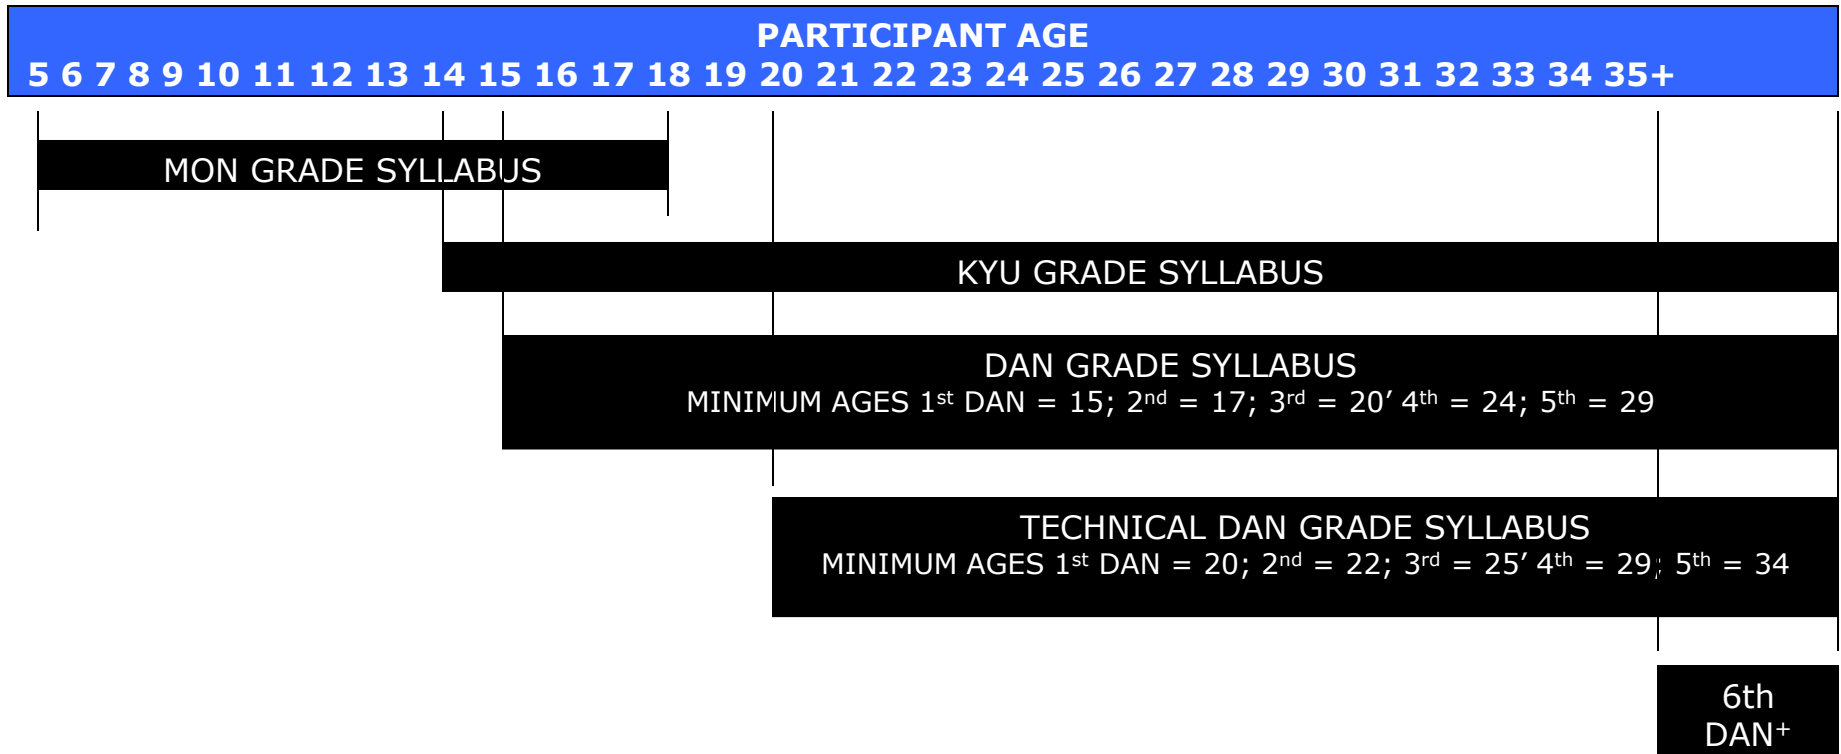 PARTICIPANT AGE
5 6 7 8 9 10 11 12 13 14 15 16 17 18 19 20 21 22 23 24 25 26 27 28 29 30 31 32 33 34 35+
MON GRADE SYLLABUS
KYU GRADE SYLLABUS
DAN GRADE SYLLABUS
MINIMUM AGES 1st DAN = 15; 2nd = 17; 3rd = 20’ 4th = 24; 5th = 29
TECHNICAL DAN GRADE SYLLABUS
MINIMUM AGES 1st DAN = 20; 2nd = 22; 3rd = 25’ 4th = 29; 5th = 34
6th
DAN+